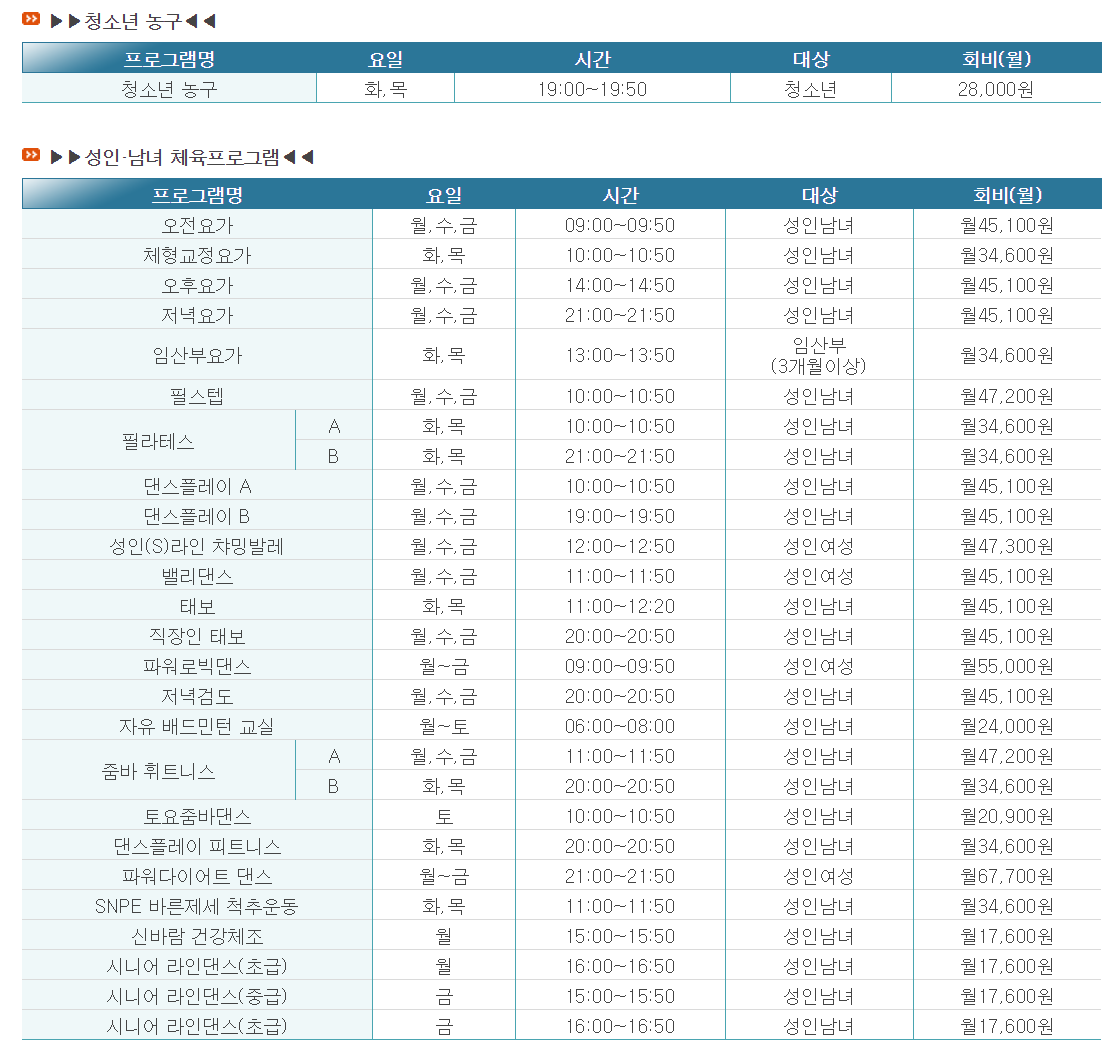 ▶▶청소년 농구◀◀
프로그램명 요일 시간 대상 회비(월)
청소년 농구 화,목 19:00~19:50 청소년 28,000원
▶▶성인·남녀 체육프로그램◀◀
프로그램명 요일 시간 대상 회비(월)
오전요가 월,수,금 09:00~09:50 성인남녀 월45,100원
체형교정요가 화,목 10:00~10:50 성인남녀 월34,600원
오후요가 월,수,금 14:00~14:50 성인남녀 월45,100원
저녁요가 월,수,금 21:00~21:50 성인남녀 월45,100원
임산부요가 화,목 13:00~13:50 임산부
(3개월이상) 월34,600원
필스텝 월,수,금 10:00~10:50 성인남녀 월47,200원
필라테스 A 화,목 10:00~10:50 성인남녀 월34,600원
B 화,목 21:00~21:50 성인남녀 월34,600원
댄스플레이 A 월,수,금 10:00~10:50 성인남녀 월45,100원
댄스플레이 B 월,수,금 19:00~19:50 성인남녀 월45,100원
성인(S)라인 챠밍발레 월,수,금 12:00~12:50 성인여성 월47,300원
밸리댄스 월,수,금 11:00~11:50 성인여성 월45,100원
태보 화,목 11:00~12:20 성인남녀 월45,100원
직장인 태보 월,수,금 20:00~20:50 성인남녀 월45,100원
파워로빅댄스 월~금 09:00~09:50 성인여성 월55,000원
저녁검도 월,수,금 20:00~20:50 성인남녀 월45,100원
자유 배드민턴 교실 월~토 06:00~08:00 성인남녀 월24,000원
줌바 휘트니스 A 월,수,금 11:00~11:50 성인남녀 월47,200원
B 화,목 20:00~20:50 성인남녀 월34,600원
토요줌바댄스 토 10:00~10:50 성인남녀 월20,900원
댄스플레이 피트니스 화,목 20:00~20:50 성인남녀 월34,600원
파워다이어트 댄스 월~금 21:00~21:50 성인여성 월67,700원
SNPE 바른제세 척추운동 화,목 11:00~11:50 성인남녀 월34,600원
신바람 건강체조 월 15:00~15:50 성인남녀 월17,600원
시니어 라인댄스(초급) 월 16:00~16:50 성인남녀 월17,600원
시니어 라인댄스(중급) 금 15:00~15:50 성인남녀 월17,600원
시니어 라인댄스(초급) 금 16:00~16:50 성인남녀 월17,600원